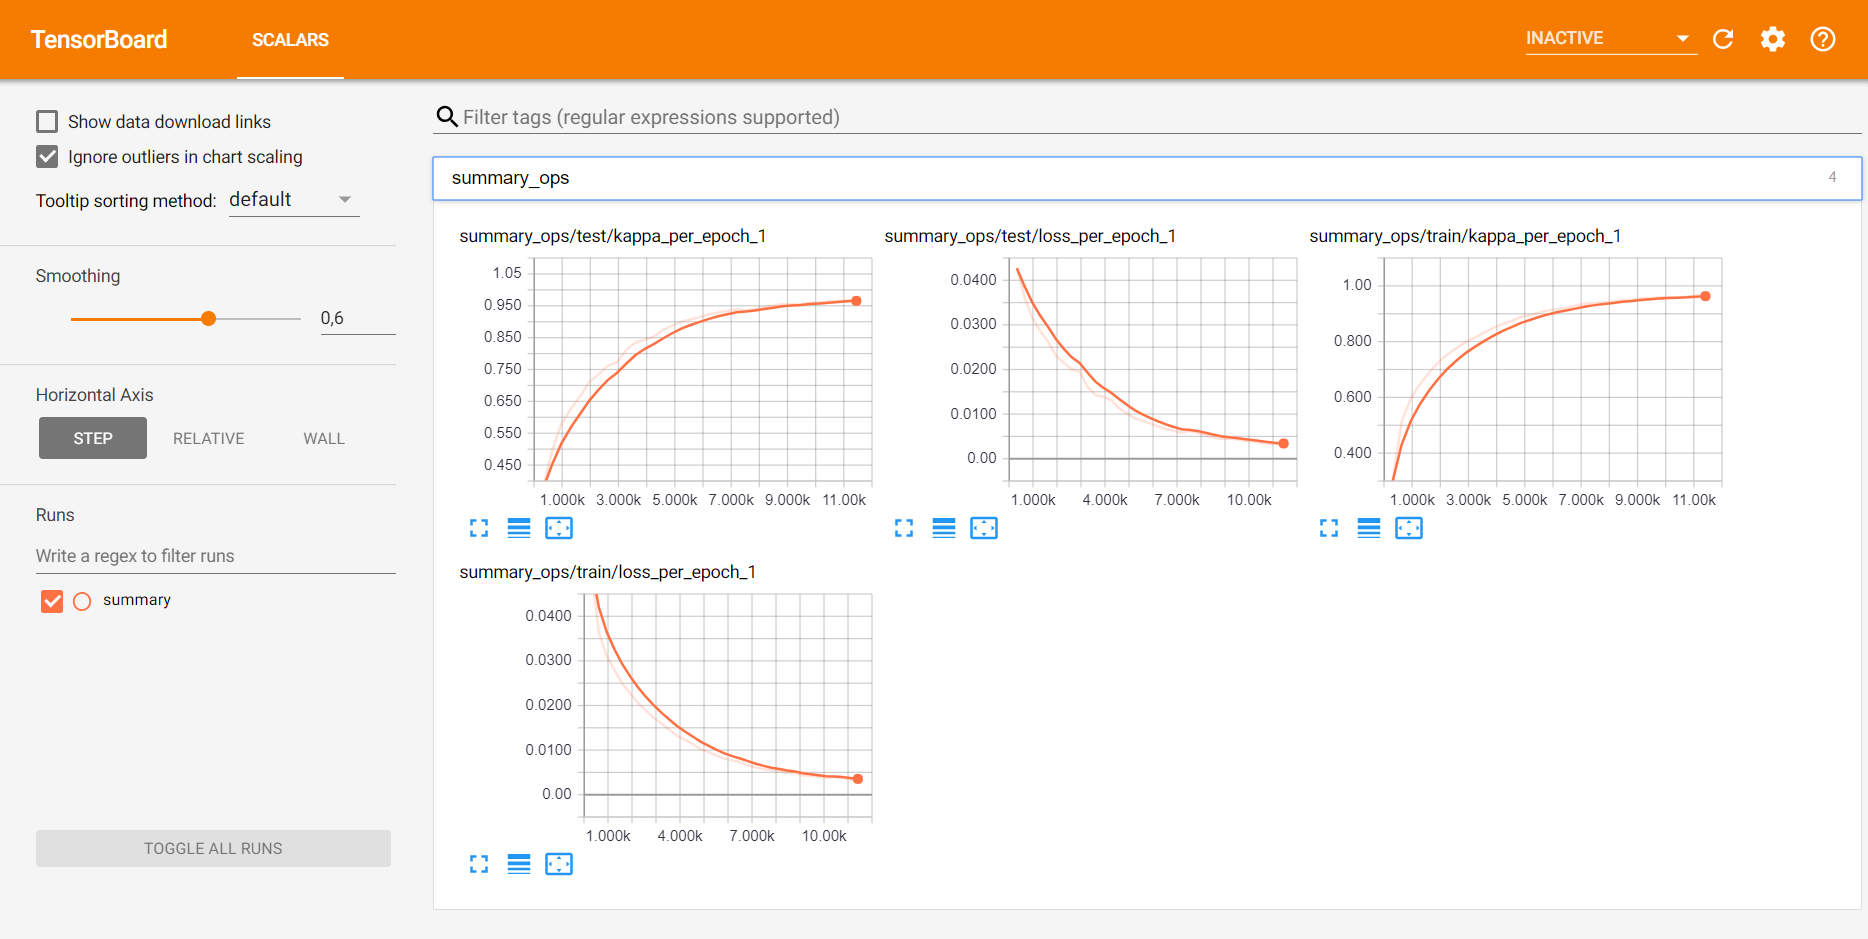 TensorBoard
SCALARS
INACTIVE
Show data download links
Ignore outliers in chart scaling
Tooltip sorting method: default
Smoothing
0,6
Horizontal Axis
STEP RELATIVE WALL
Runs
Write a regex to filter runs
summary
TOGGLE ALL RUNS
Filter tags (regular expressions supported)
summary_ops 4
summary_ops/test/kappa_per_epoch_1
1.05
0.950
0.850
0.750
0.650
0.550
0.450
1.000k 3.000k 5.000k 7.000k 9.000k 11.00k
summary_ops/test/loss_per_epoch_1
0.0400
0.0300
0.0200
0.0100
0.00
1.000k 4.000k 7.000k 10.00k
summary_ops/train/kappa_per_epoch_1
1.00
0.800
0.600
0.400
1.000k 3.000k 5.000k 7.000k 9.000k 11.00k
summary_ops/train/loss_per_epoch_1
0.0400
0.0300
0.0200
0.0100
0.00
1.000k 4.000k 7.000k 10.00k